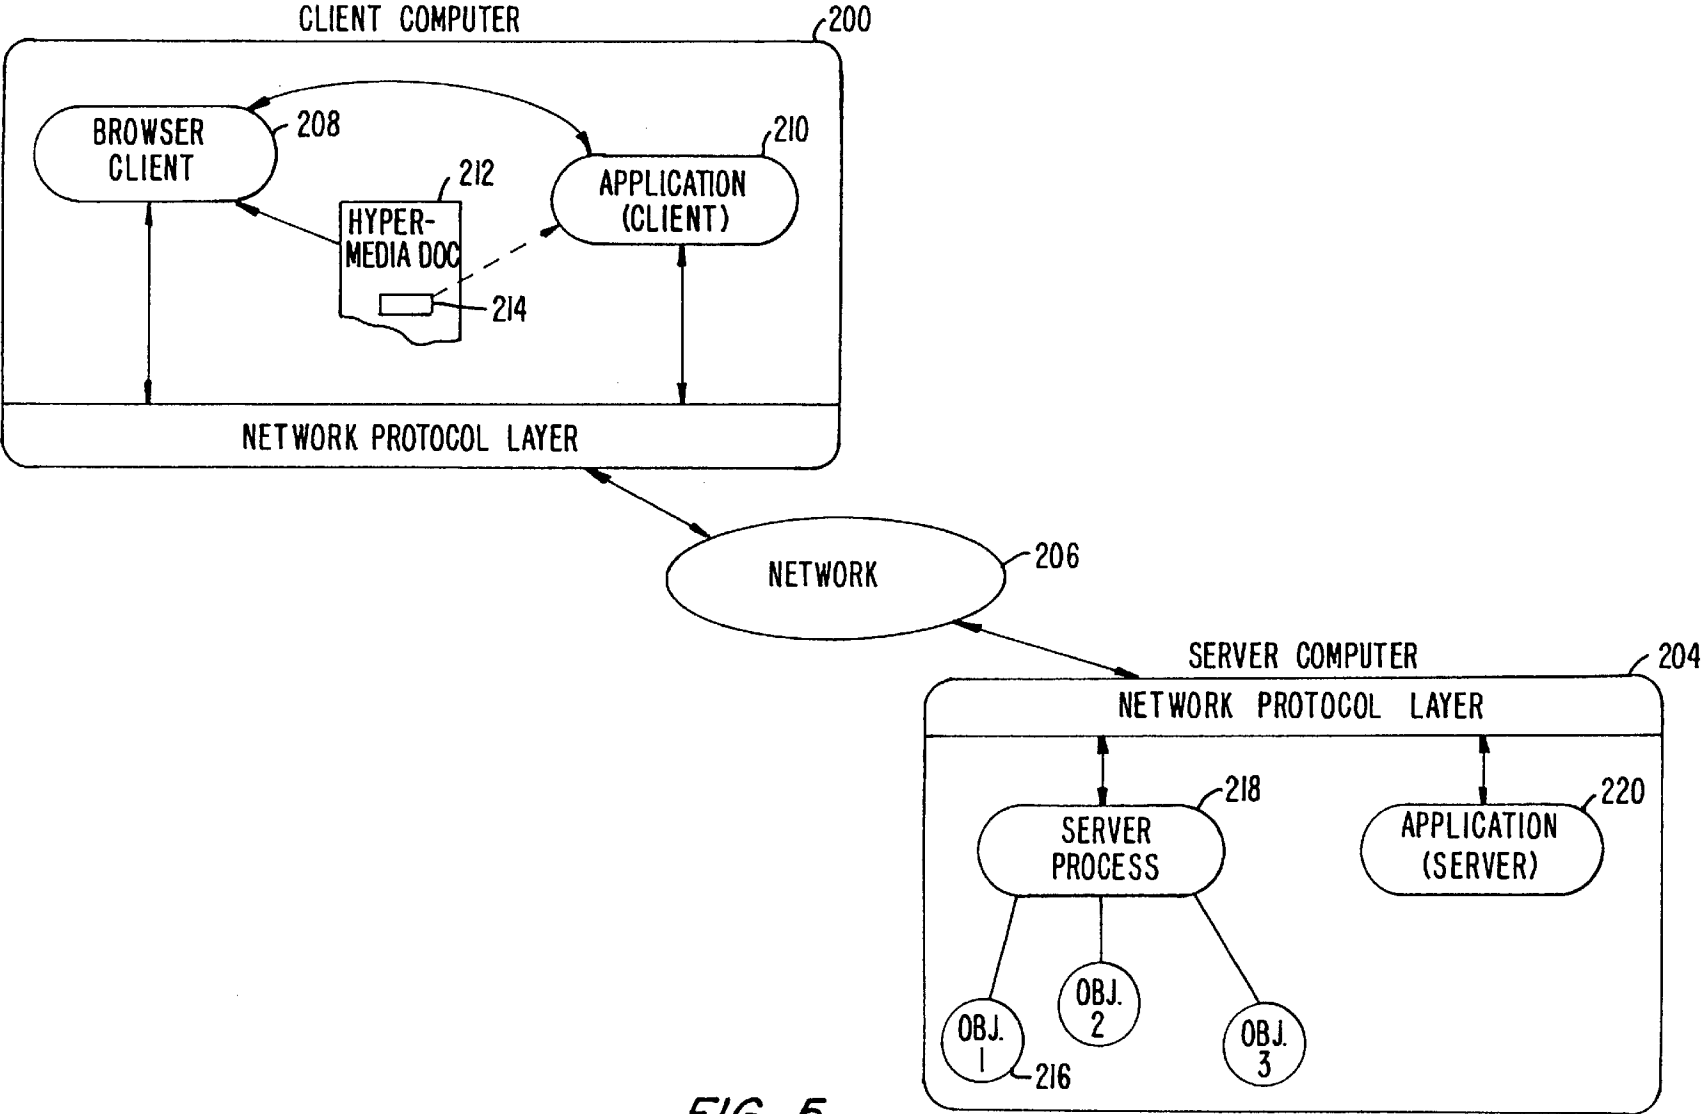 CLIENT COMPUTER
200
BROWSER
CLIENT
208
210
APPLICATION
(CLIENT)
212
HYPER-
MEDIA DOC
214
NETWORK PROTOCOL LAYER
NETWORK
206
SERVER COMPUTER
204
NETWORK PROTOCOL LAYER
218
SERVER
PROCESS
220
APPLICATION
(SERVER)
OBJ.
1
216
OBJ.
2
OBJ.
3
FIG. 5